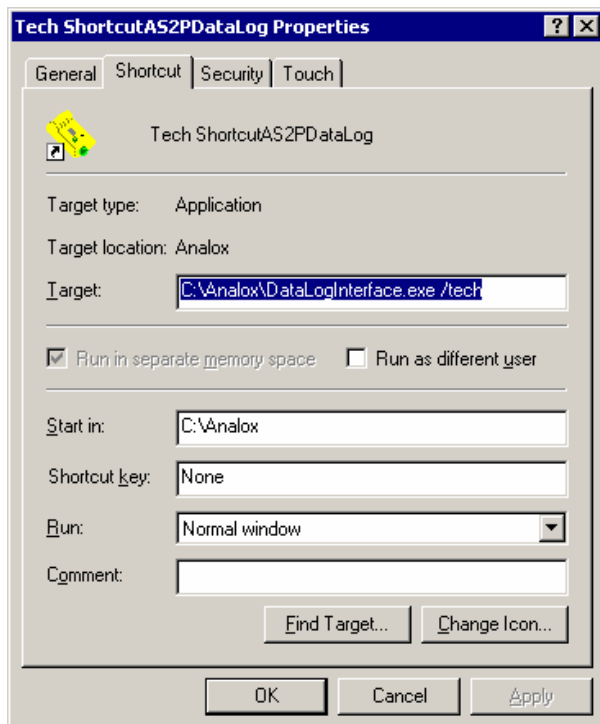 Tech ShortcutAS2PDataLog Properties
General Shortcut Security Touch
Tech ShortcutAS2PDataLog
Target type: Application
Target location: Analox
Target: C:\Analox\DataLogInterface.exe /tech
Run in separate memory space Run as different user
Start in: C:\Analox
Shortcut key: None
Run: Normal window
Comment:
Find Target... Change Icon...
OK Cancel Apply